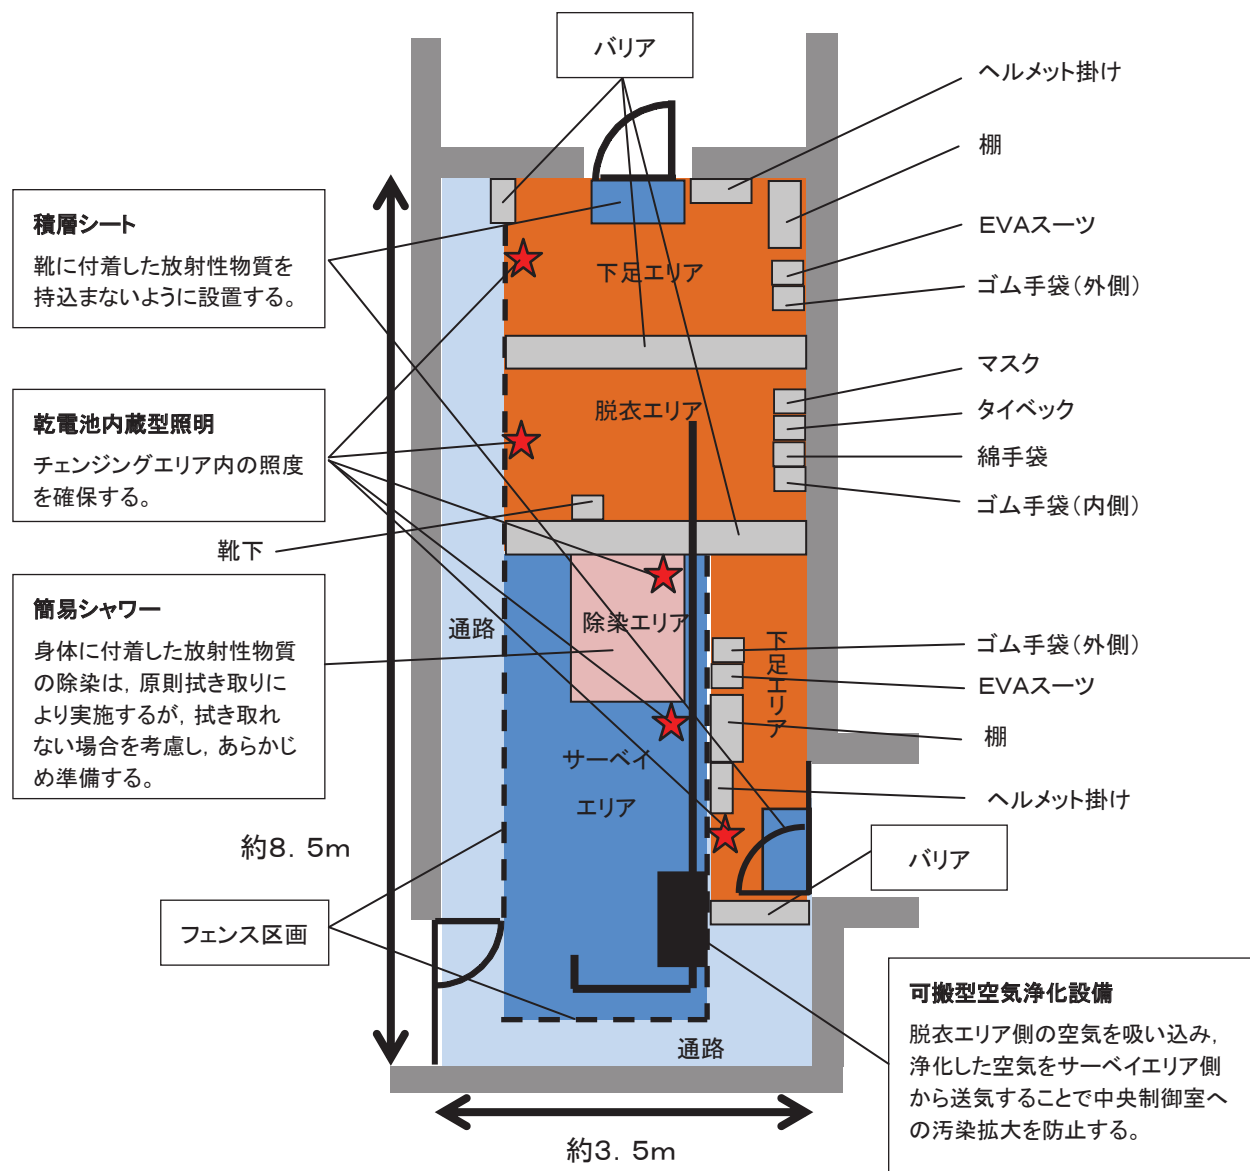 バリア
ヘルメット掛け
棚
EVAスーツ
ゴム手袋（外側）
マスク
タイベック
綿手袋
ゴム手袋（内側）
積層シート
靴に付着した放射性物質を
持込まないように設置する。
下足エリア
乾電池内蔵型照明
チェンジングエリア内の照度
を確保する。
脱衣エリア
靴下
簡易シャワー
身体に付着した放射性物質
の除染は，原則拭き取りに
より実施するが，拭き取れ
ない場合を考慮し，あらかじ
め準備する。
通路
除染エリア
下足エリア
サーベイ
エリア
ゴム手袋（外側）
EVAスーツ
棚
ヘルメット掛け
バリア
約8．5m
フェンス区画
通路
約3．5m
可搬型空気浄化設備
脱衣エリア側の空気を吸い込み，
浄化した空気をサーベイエリア側
から送気することで中央制御室へ
の汚染拡大を防止する。